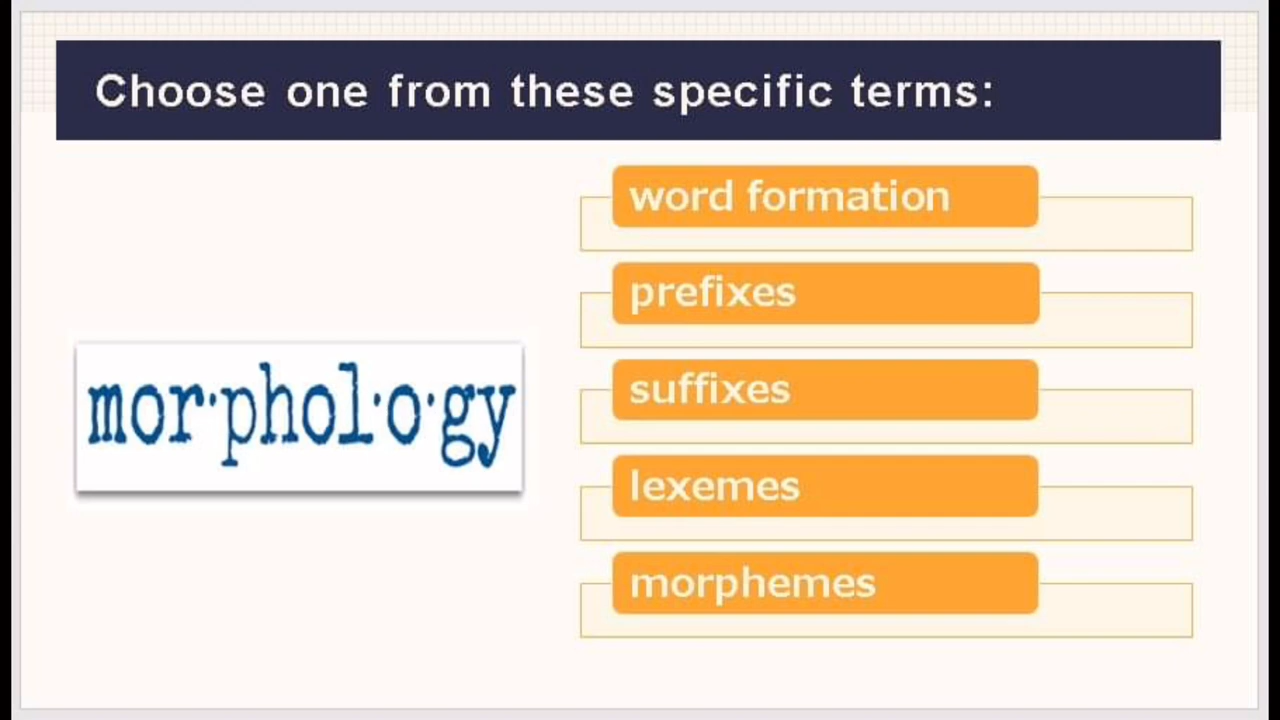 Choose one from these specific terms:
mor·phol·o·gy
word formation
prefixes
suffixes
lexemes
morphemes